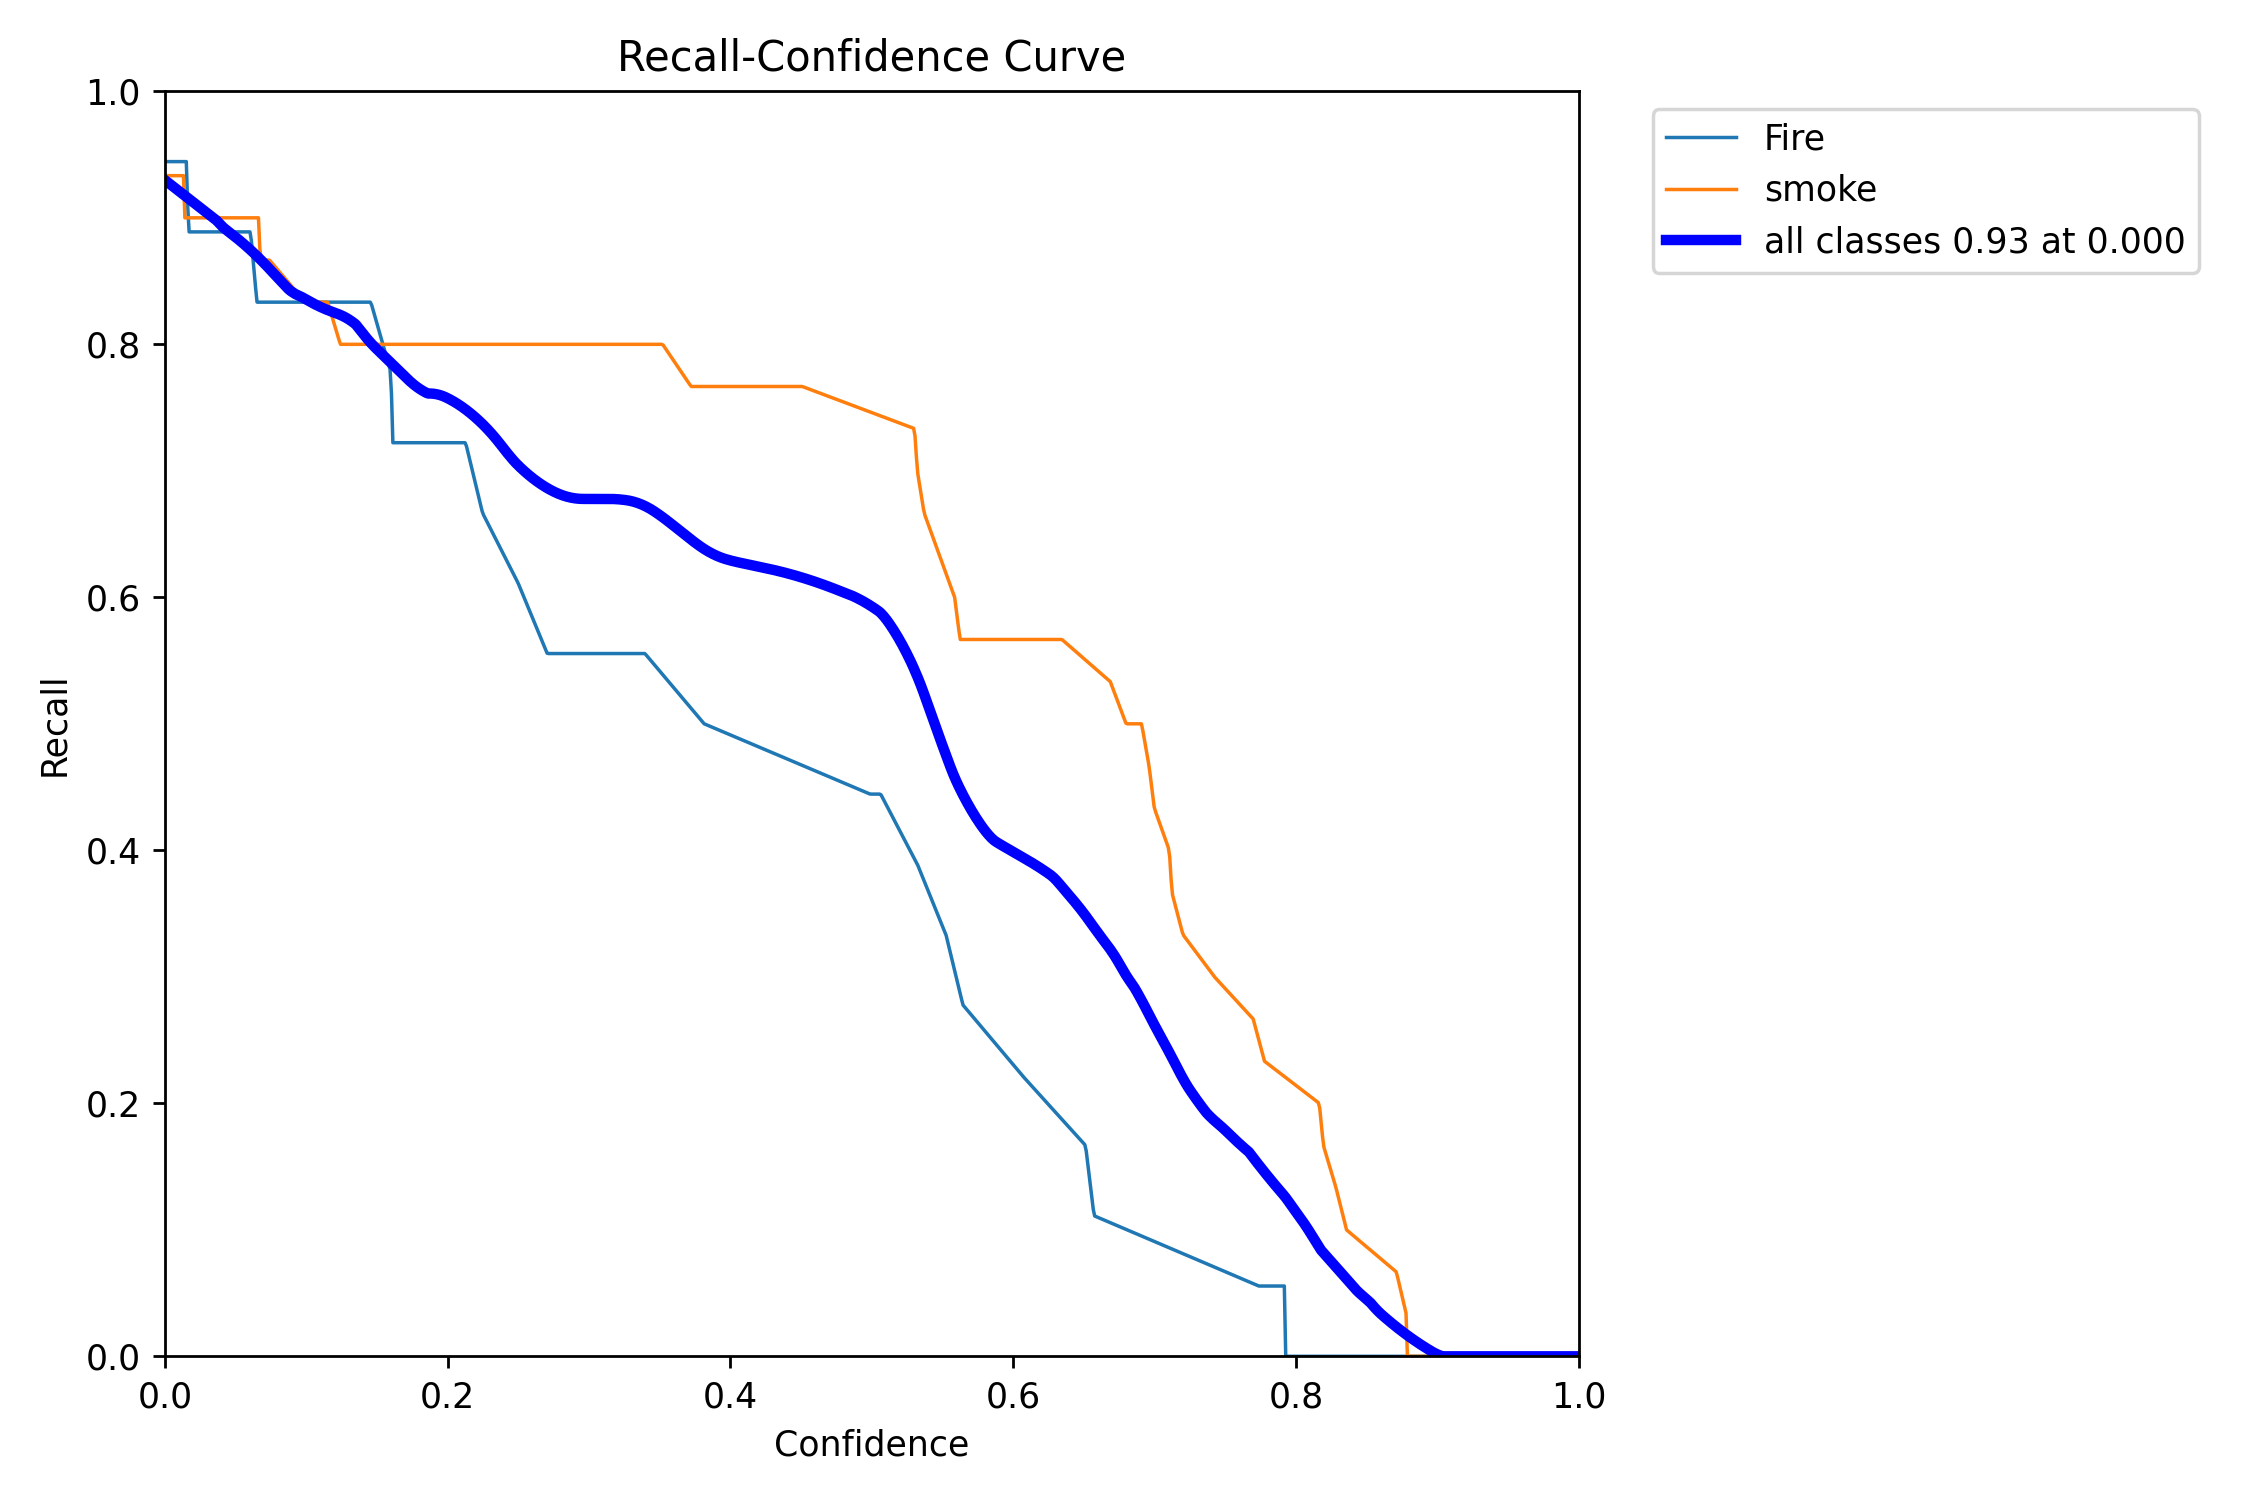 Recall-Confidence Curve
1.0
0.8
0.6
0.4
0.2
0.0
Recall
0.0 0.2 0.4 0.6 0.8 1.0
Confidence
Fire
smoke
all classes 0.93 at 0.000